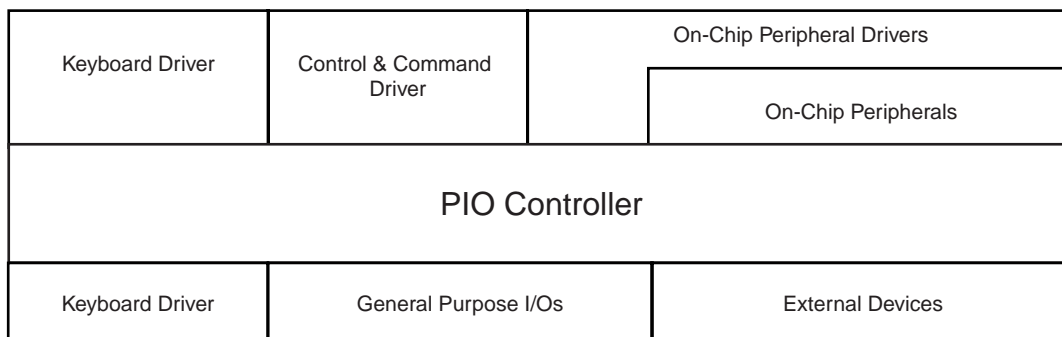 On-Chip Peripheral Drivers
Keyboard Driver
Control & Command
Driver
On-Chip Peripherals
PIO Controller
Keyboard Driver
General Purpose I/Os
External Devices